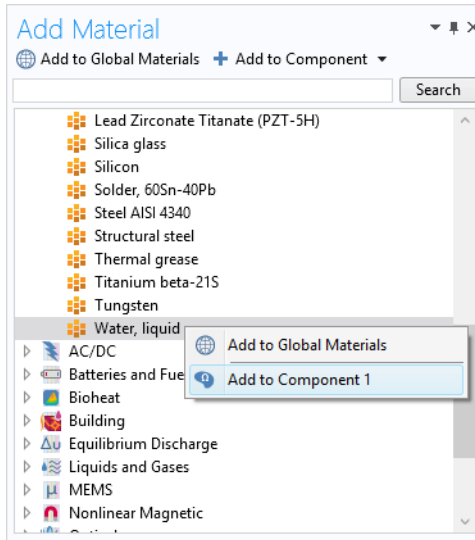 Add Material
Add to Global Materials + Add to Component
Search
Lead Zirconate Titanate (PZT-5H)
Silica glass
Silicon
Solder, 60Sn-40Pb
Steel AISI 4340
Structural steel
Thermal grease
Titanium beta-21S
Tungsten
Water, liquid
Add to Global Materials
AC/DC
Batteries and Fue
Add to Component 1
Bioheat
Building
Δu Equilibrium Discharge
Liquids and Gases
μ MEMS
Nonlinear Magnetic